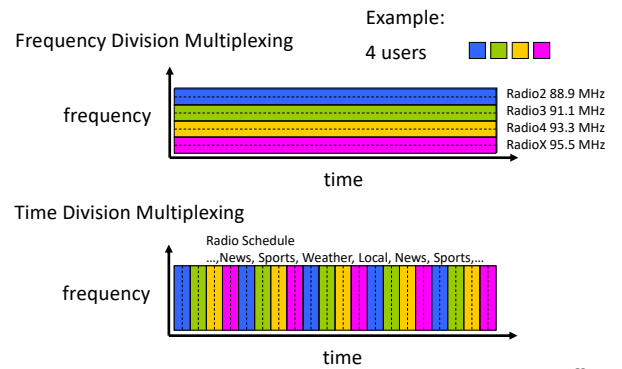 Example:
Frequency Division Multiplexing
4 users
Radio2 88.9 MHz
Radio3 91.1 MHz
Radio4 93.3 MHz
RadioX 95.5 MHz
frequency
time
Time Division Multiplexing
Radio Schedule
...,News, Sports, Weather, Local, News, Sports,...
frequency
time